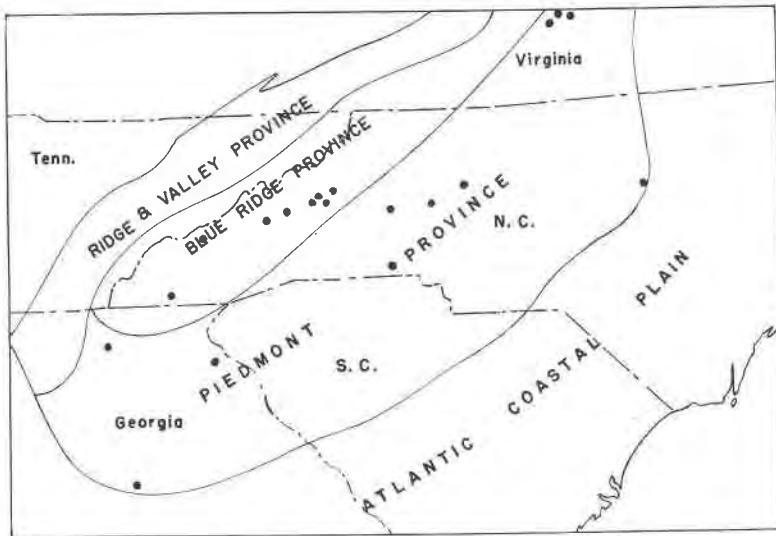 Virginia
Tenn.
RIDGE & VALLEY PROVINCE
BLUE RIDGE PROVINCE
PIEDMONT PROVINCE
N. C.
S. C.
Georgia
ATLANTIC COASTAL PLAIN